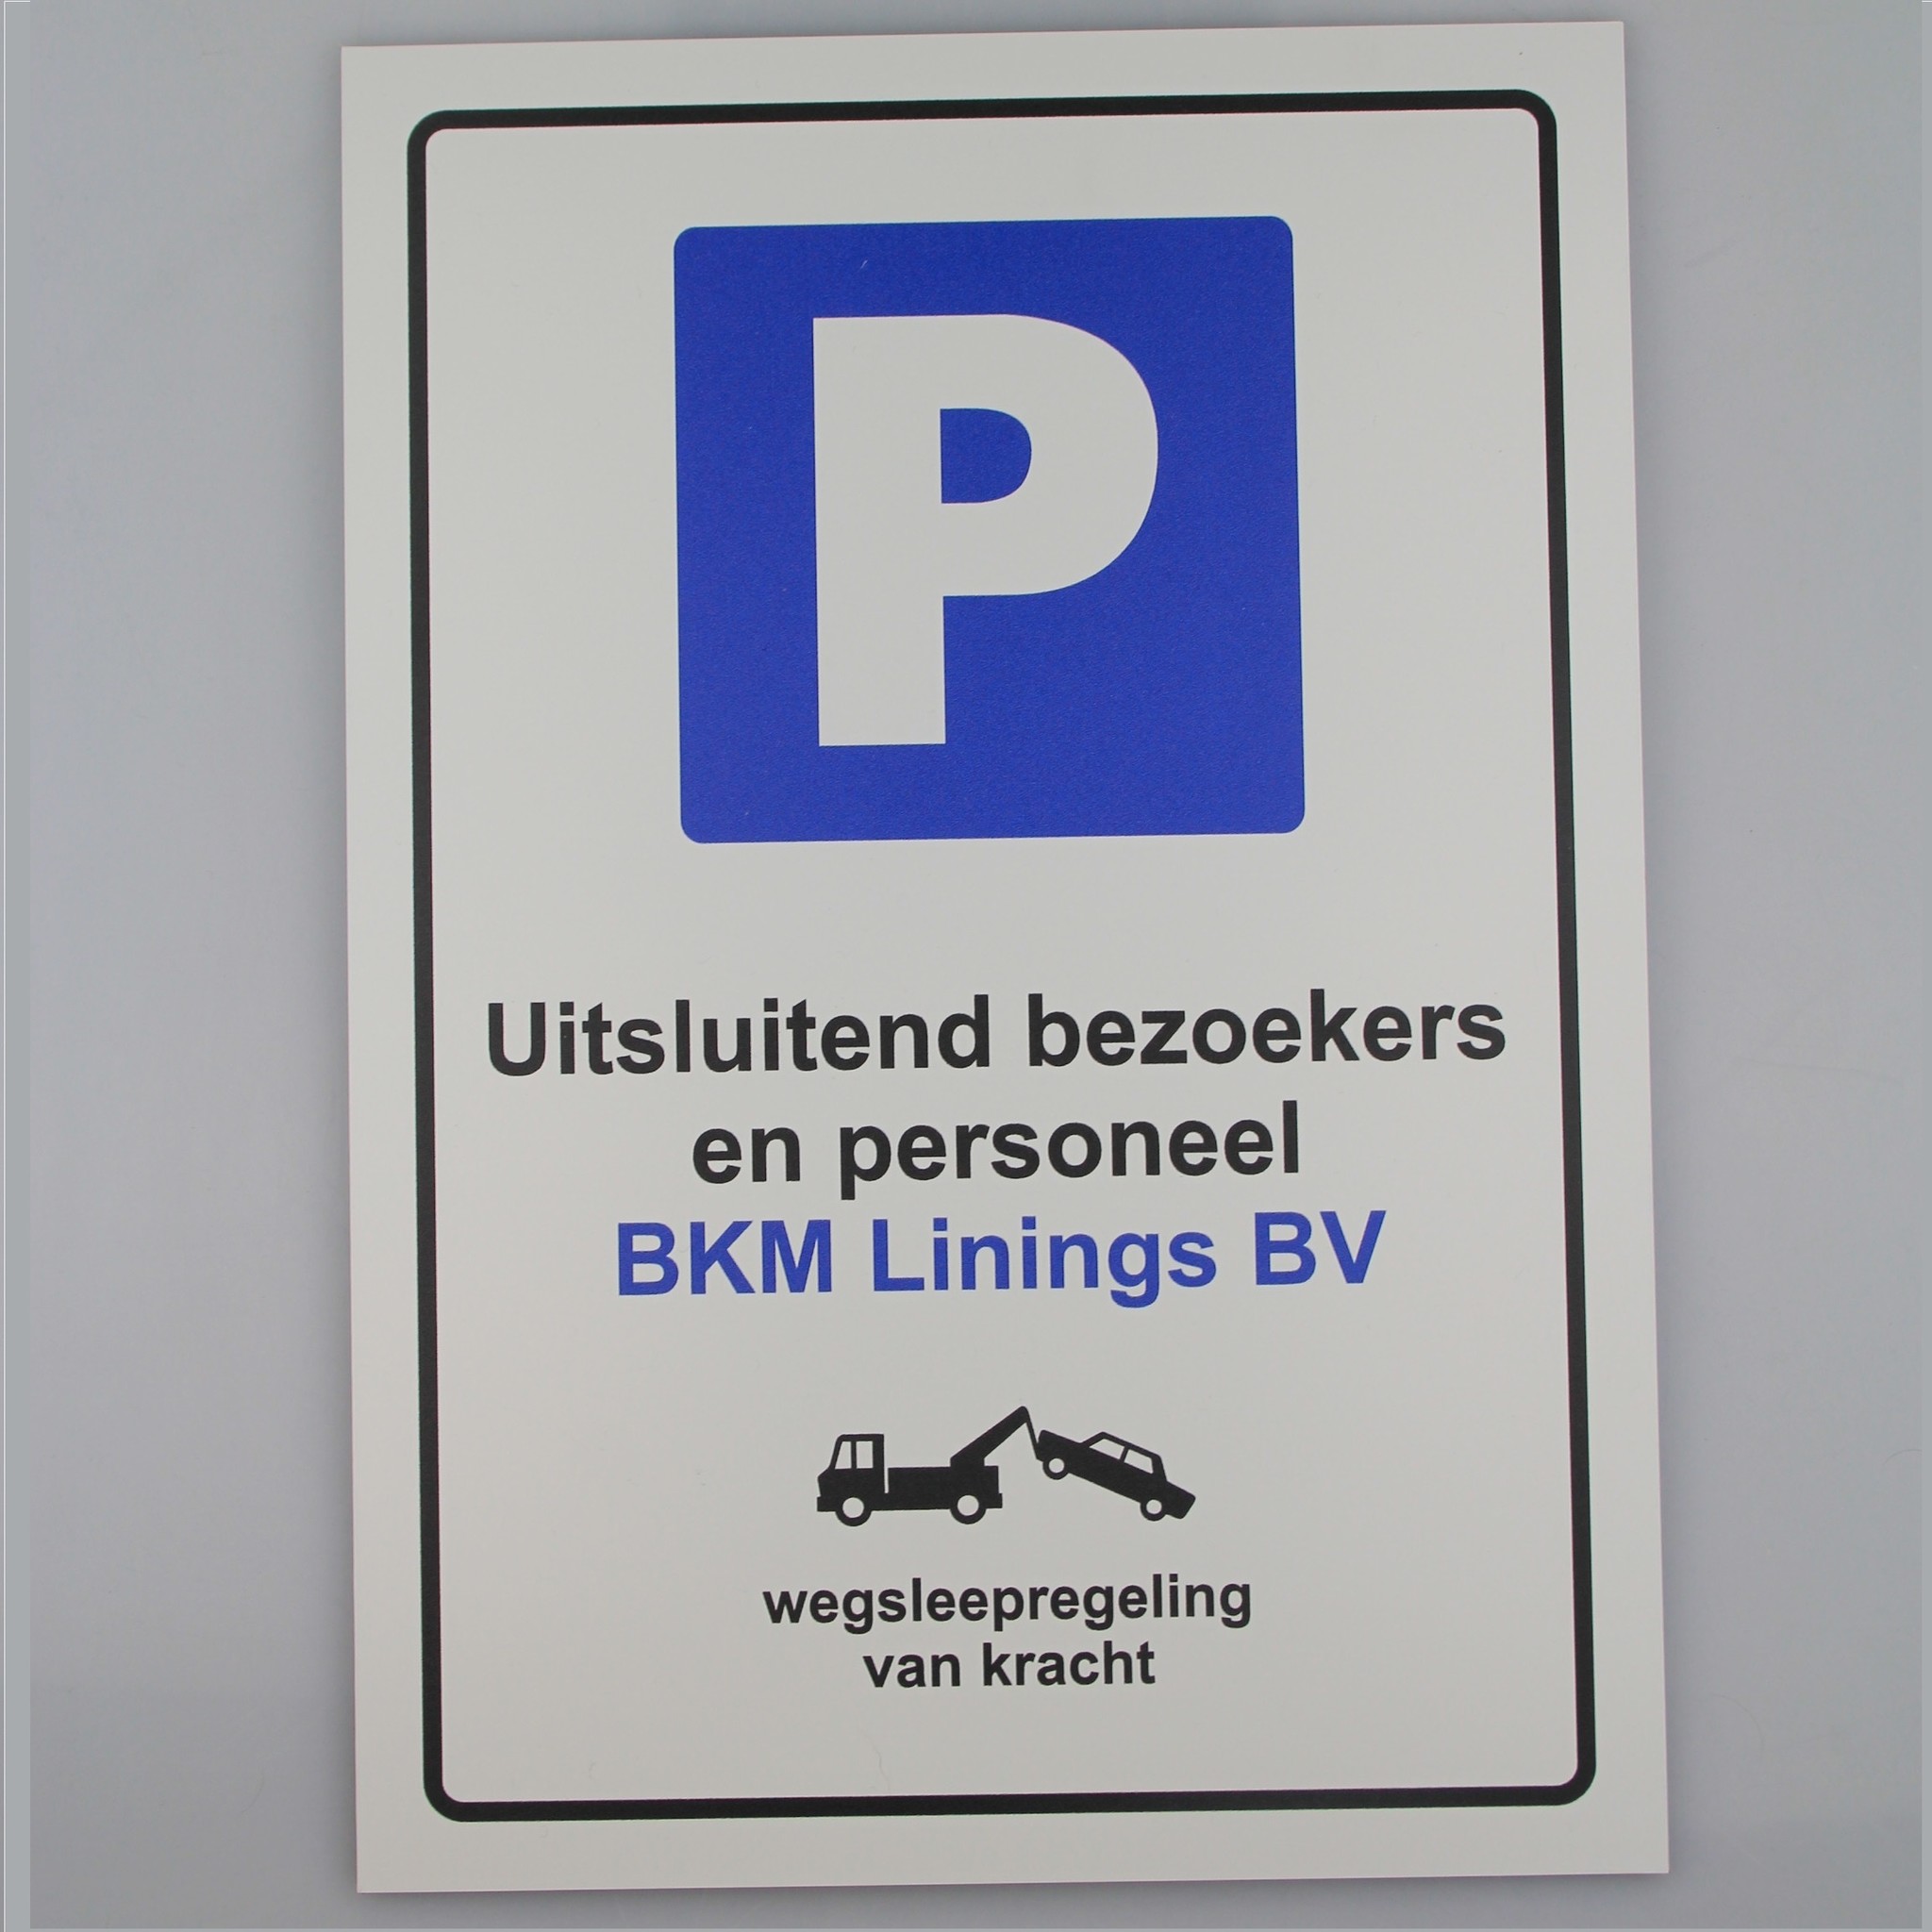 P
Uitsluitend bezoekers
en personeel
BKM Linings BV
wegsleepregeling
van kracht